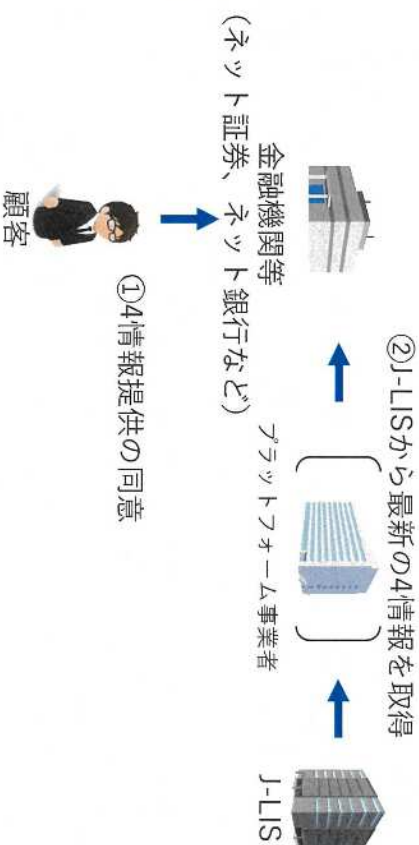 ②J-LISから最新の4情報を取得
金融機関等
(ネット証券、ネット銀行など)
プラットフォーム事業者
J-LIS
①4情報提供の同意
顧客